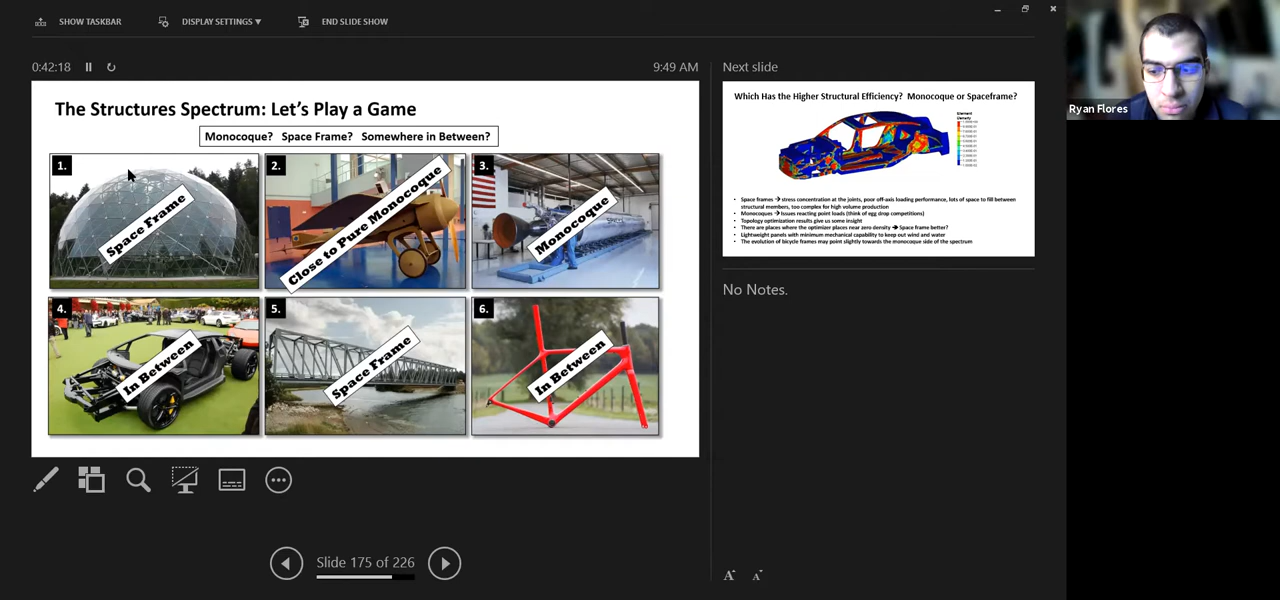 SHOW TASKBAR
DISPLAY SETTINGS ▼
END SLIDE SHOW
0:42:18
9:49 AM
The Structures Spectrum: Let's Play a Game
Monocoque? Space Frame? Somewhere in Between?
1.
Space Frame
2.
Close to Pure Monocoque
3.
Monocoque
4.
In Between
5.
Space Frame
6.
In Between
Slide 175 of 226
Next slide
Which Has the Higher Structural Efficiency? Monocoque or Spaceframe?
Element
Density
• Space frames → stress concentration at the joints, poor off-axis loading performance, lots of space to fill between
structural members, too complex for high volume production
• Monocoques → Issues reacting point loads (think of egg drop competitions)
• Topology optimization results give us some insight
• There are places where the optimizer places near zero density → Space frame better?
• Lightweight panels with minimum mechanical capability to keep out wind and water
• The evolution of bicycle frames may point slightly towards the monocoque side of the spectrum
No Notes.
A A
Ryan Flores